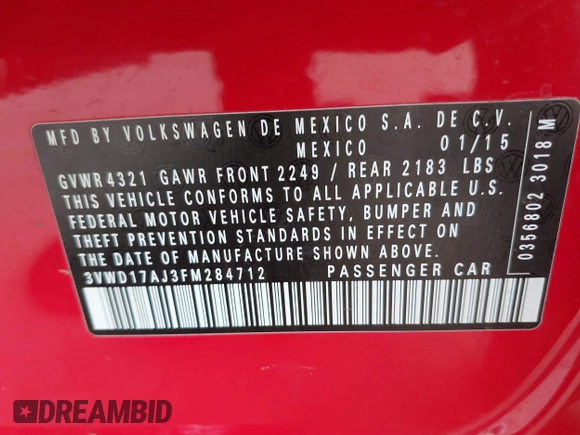 MFD BY VOLKSWAGEN DE MEXICO S.A. DE C.V.
MEXICO 01/15
GVWR 4321 GAWR FRONT 2249 / REAR 2183 LBS
THIS VEHICLE CONFORMS TO ALL APPLICABLE U.S.
FEDERAL MOTOR VEHICLE SAFETY, BUMPER AND
THEFT PREVENTION STANDARDS IN EFFECT ON
THE DATE OF MANUFACTURE SHOWN ABOVE.
3VWD17AJ3FM284712 PASSENGER CAR
0356802 3018 M
DREAMBID